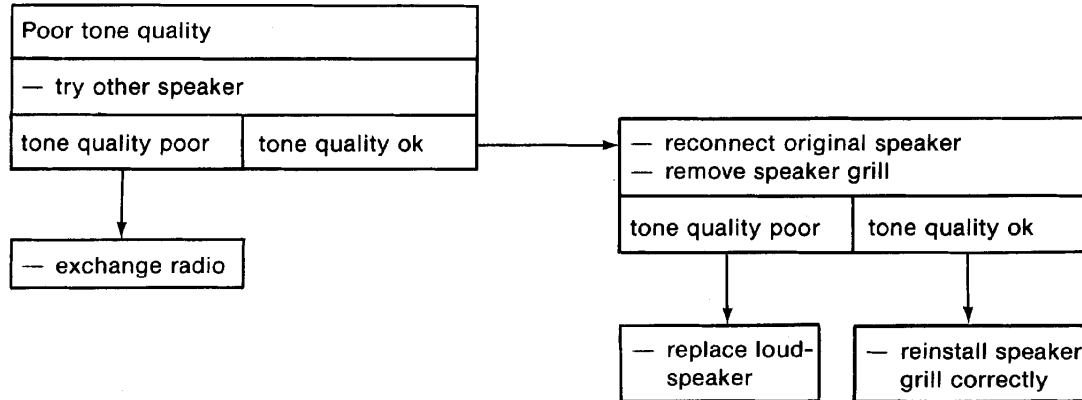 Poor tone quality
— try other speaker
tone quality poor
tone quality ok
— exchange radio
— reconnect original speaker
— remove speaker grill
tone quality poor
tone quality ok
— replace loud-
speaker
— reinstall speaker
grill correctly